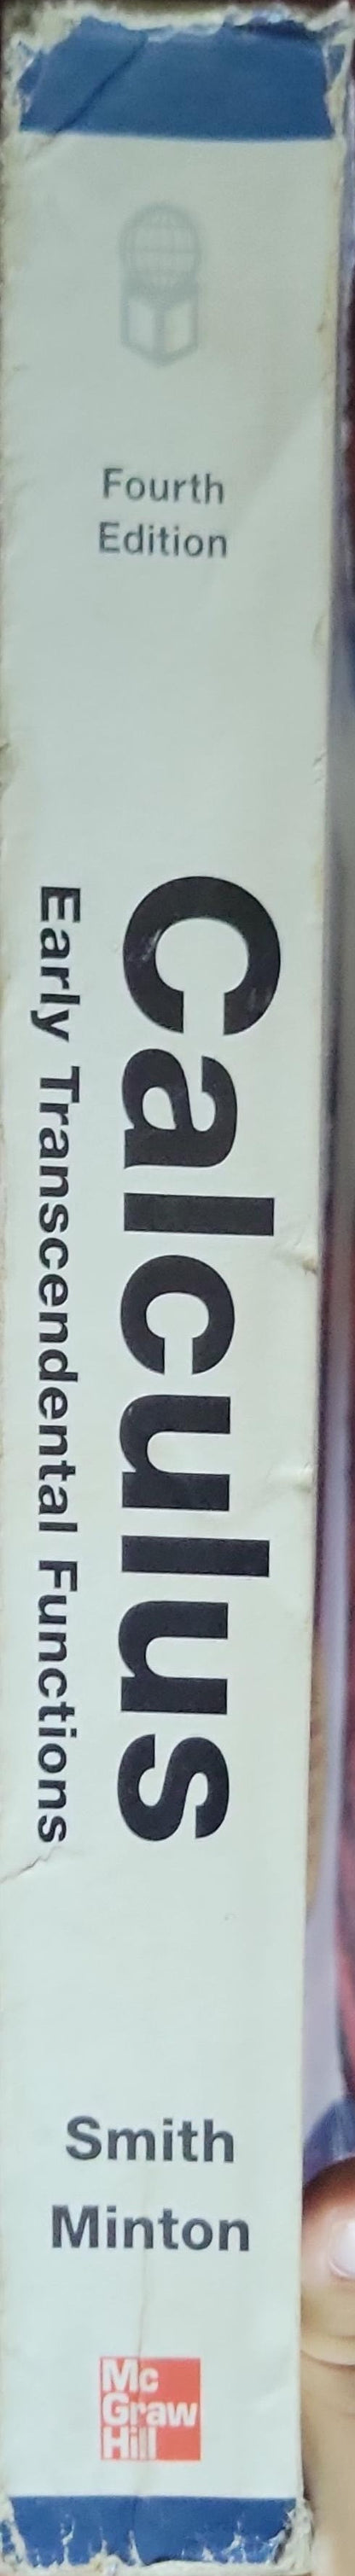 Fourth
Edition
Calculus
Early Transcendental Functions
Smith
Minton
Mc
Graw
Hill